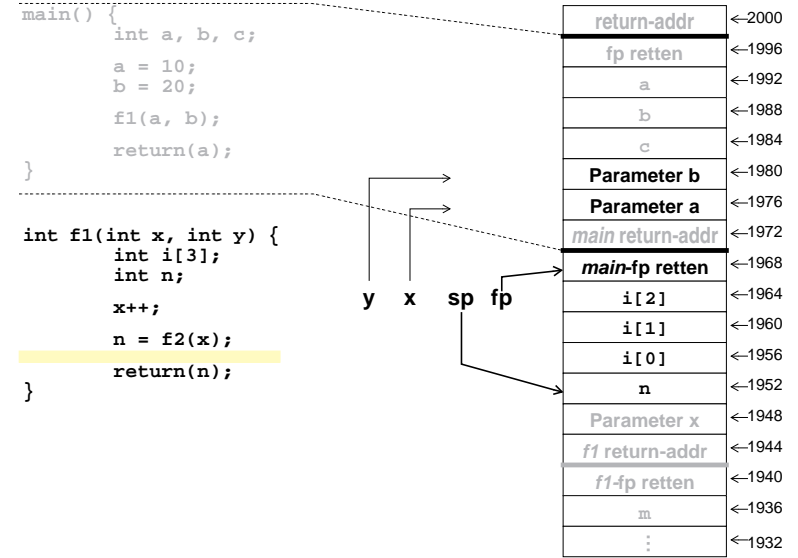 main() {
int a, b, c;
a = 10;
b = 20;
f1(a, b);
return(a);
}
int f1(int x, int y) {
int i[3];
int n;
x++;
n = f2(x);
return(n);
}
y x sp fp
return-addr ←2000
fp retten ←1996
a ←1992
b ←1988
c ←1984
Parameter b ←1980
Parameter a ←1976
main return-addr ←1972
main-fp retten ←1968
i[2] ←1964
i[1] ←1960
i[0] ←1956
n ←1952
Parameter x ←1948
f1 return-addr ←1944
f1-fp retten ←1940
m ←1936
⋮ ←1932